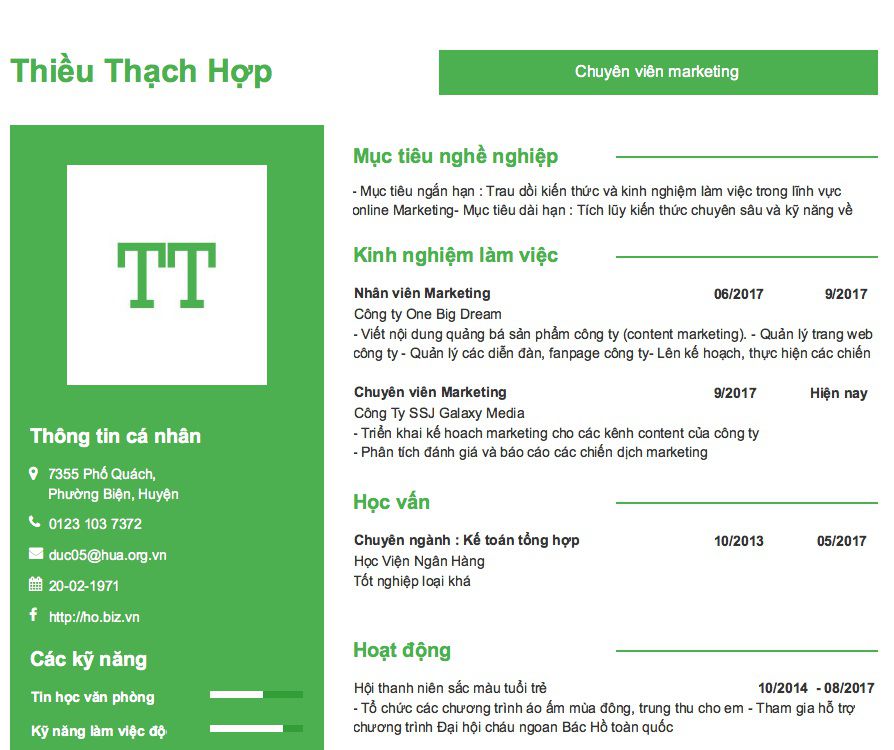 Thiều Thạch Hợp
Chuyên viên marketing
TT
Thông tin cá nhân
7355 Phố Quách,
Phường Biện, Huyện
0123 103 7372
duc05@hua.org.vn
20-02-1971
http://ho.biz.vn
Các kỹ năng
Tin học văn phòng
Kỹ năng làm việc độ
Mục tiêu nghề nghiệp
- Mục tiêu ngắn hạn : Trau dồi kiến thức và kinh nghiệm làm việc trong lĩnh vực
online Marketing- Mục tiêu dài hạn : Tích lũy kiến thức chuyên sâu và kỹ năng về
Kinh nghiệm làm việc
Nhân viên Marketing 06/2017 9/2017
Công ty One Big Dream
- Viết nội dung quảng bá sản phẩm công ty (content marketing). - Quản lý trang web
công ty - Quản lý các diễn đàn, fanpage công ty- Lên kế hoạch, thực hiện các chiến
Chuyên viên Marketing 9/2017 Hiện nay
Công Ty SSJ Galaxy Media
- Triển khai kế hoach marketing cho các kênh content của công ty
- Phân tích đánh giá và báo cáo các chiến dịch marketing
Học vấn
Chuyên ngành : Kế toán tổng hợp 10/2013 05/2017
Học Viện Ngân Hàng
Tốt nghiệp loại khá
Hoạt động
Hội thanh niên sắc màu tuổi trẻ 10/2014 - 08/2017
- Tổ chức các chương trình áo ấm mùa đông, trung thu cho em - Tham gia hỗ trợ
chương trình Đại hội cháu ngoan Bác Hồ toàn quốc